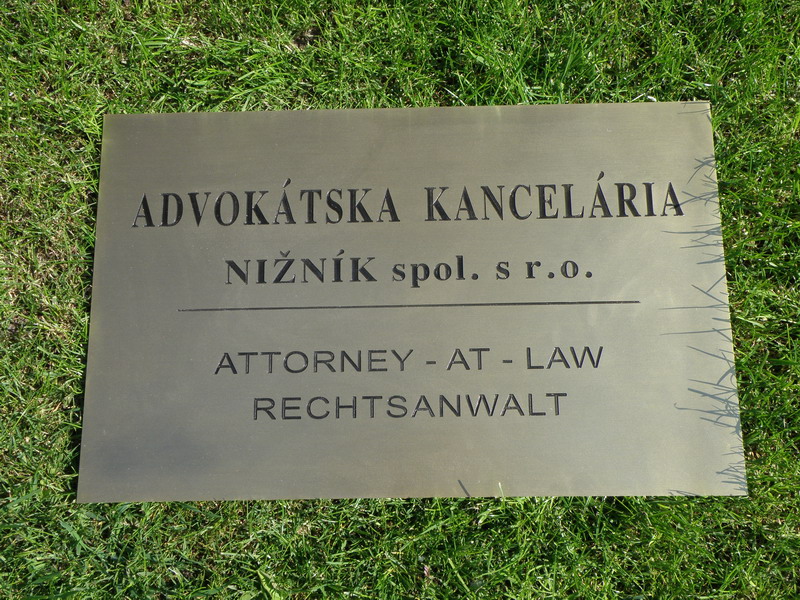 ADVOKÁTSKA KANCELÁRIA
NIŽNÍK spol. s r.o.
ATTORNEY - AT - LAW
RECHTSANWALT